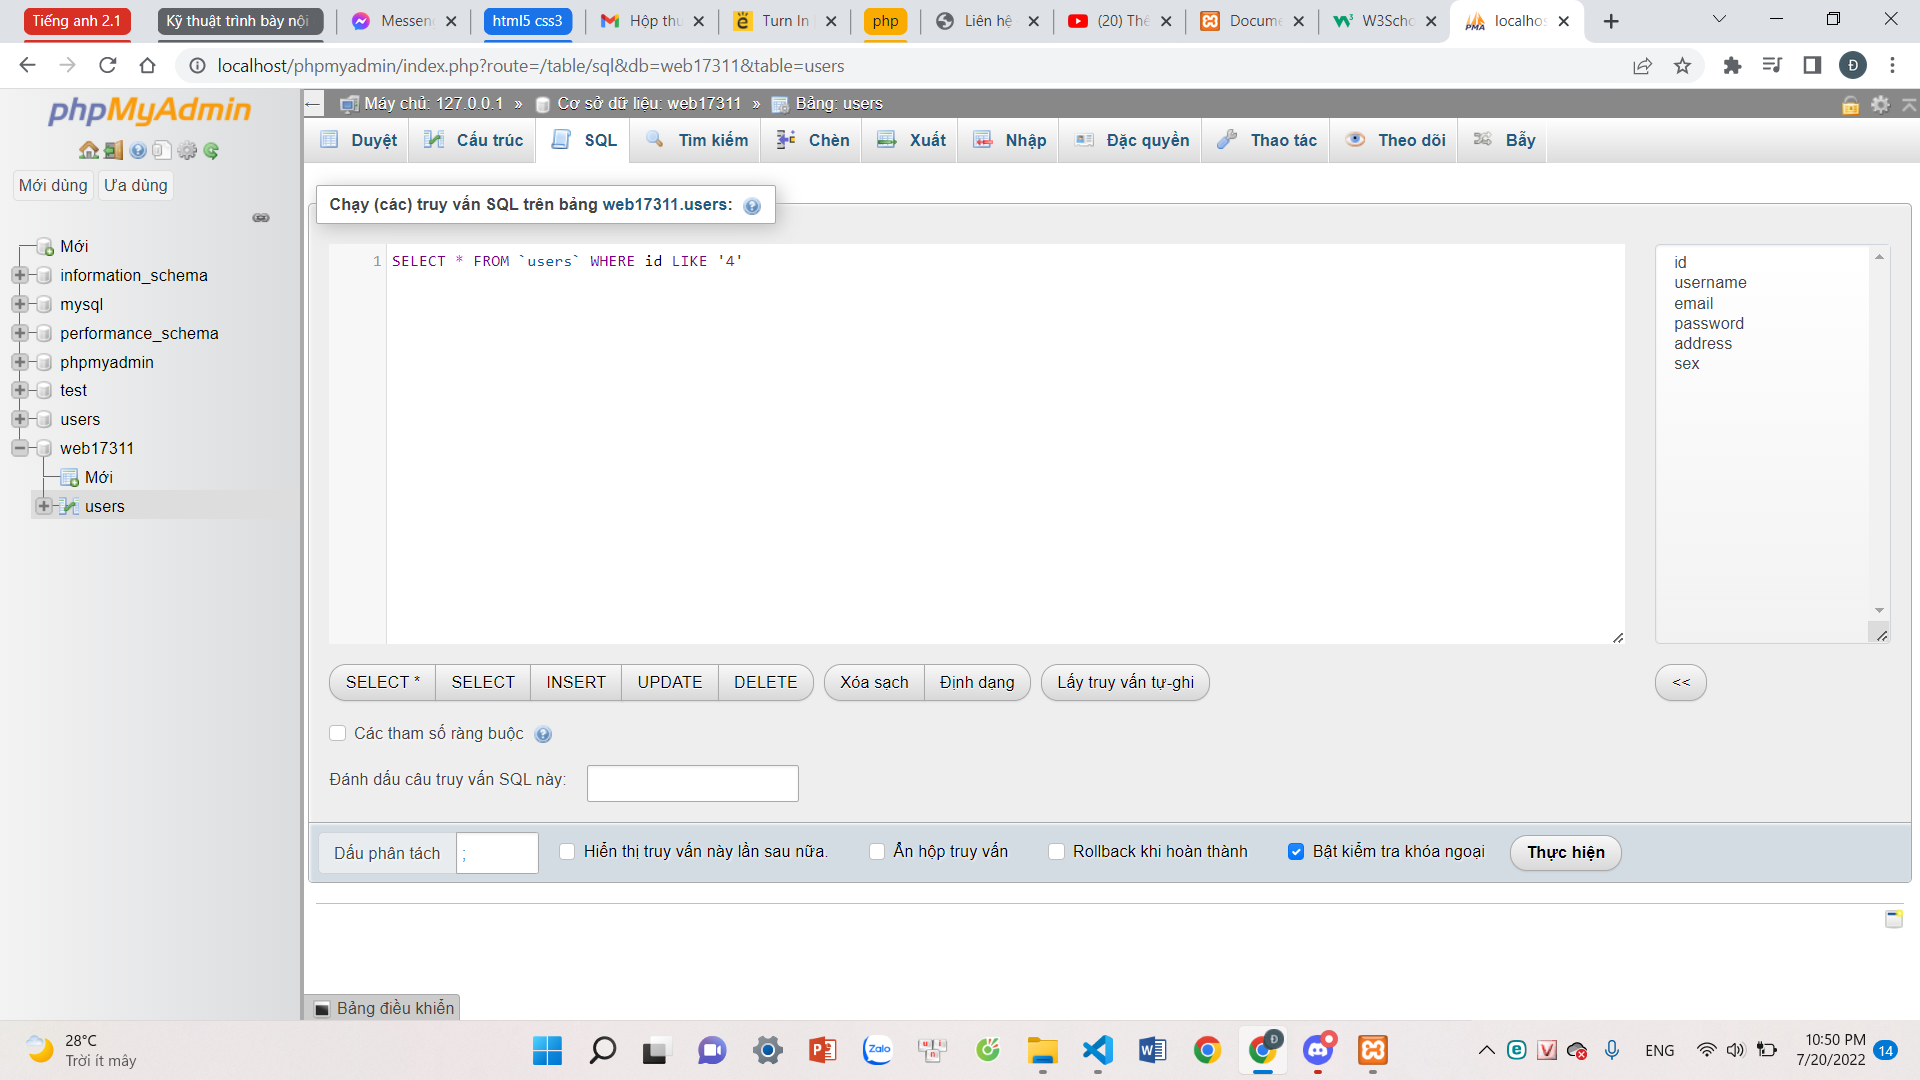 Tiếng anh 2.1
Kỹ thuật trình bày nội
Messen
html5 css3
Hộp thu
Turn In
php
Liên hệ
(20) Thé
Docume
W3Scho
localhos
localhost/phpmyadmin/index.php?route=/table/sql&db=web17311&table=users
Đ
phpMyAdmin
Mới dùng
Ưa dùng
Mới
information_schema
mysql
performance_schema
phpmyadmin
test
users
web17311
Mới
users
Máy chủ: 127.0.0.1 » Cơ sở dữ liệu: web17311 » Bảng: users
Duyệt
Cấu trúc
SQL
Tìm kiếm
Chèn
Xuất
Nhập
Đặc quyền
Thao tác
Theo dõi
Bẫy
Chạy (các) truy vấn SQL trên bảng web17311.users:
1 SELECT * FROM `users` WHERE id LIKE '4'
id
username
email
password
address
sex
SELECT *
SELECT
INSERT
UPDATE
DELETE
Xóa sạch
Định dạng
Lấy truy vấn tự-ghi
<<
Các tham số ràng buộc
Đánh dấu câu truy vấn SQL này:
Dấu phân tách
;
Hiển thị truy vấn này lần sau nữa.
Ẩn hộp truy vấn
Rollback khi hoàn thành
Bật kiểm tra khóa ngoại
Thực hiện
Bảng điều khiển
28°C
Trời ít mây
Zalo
ENG
10:50 PM
7/20/2022
14